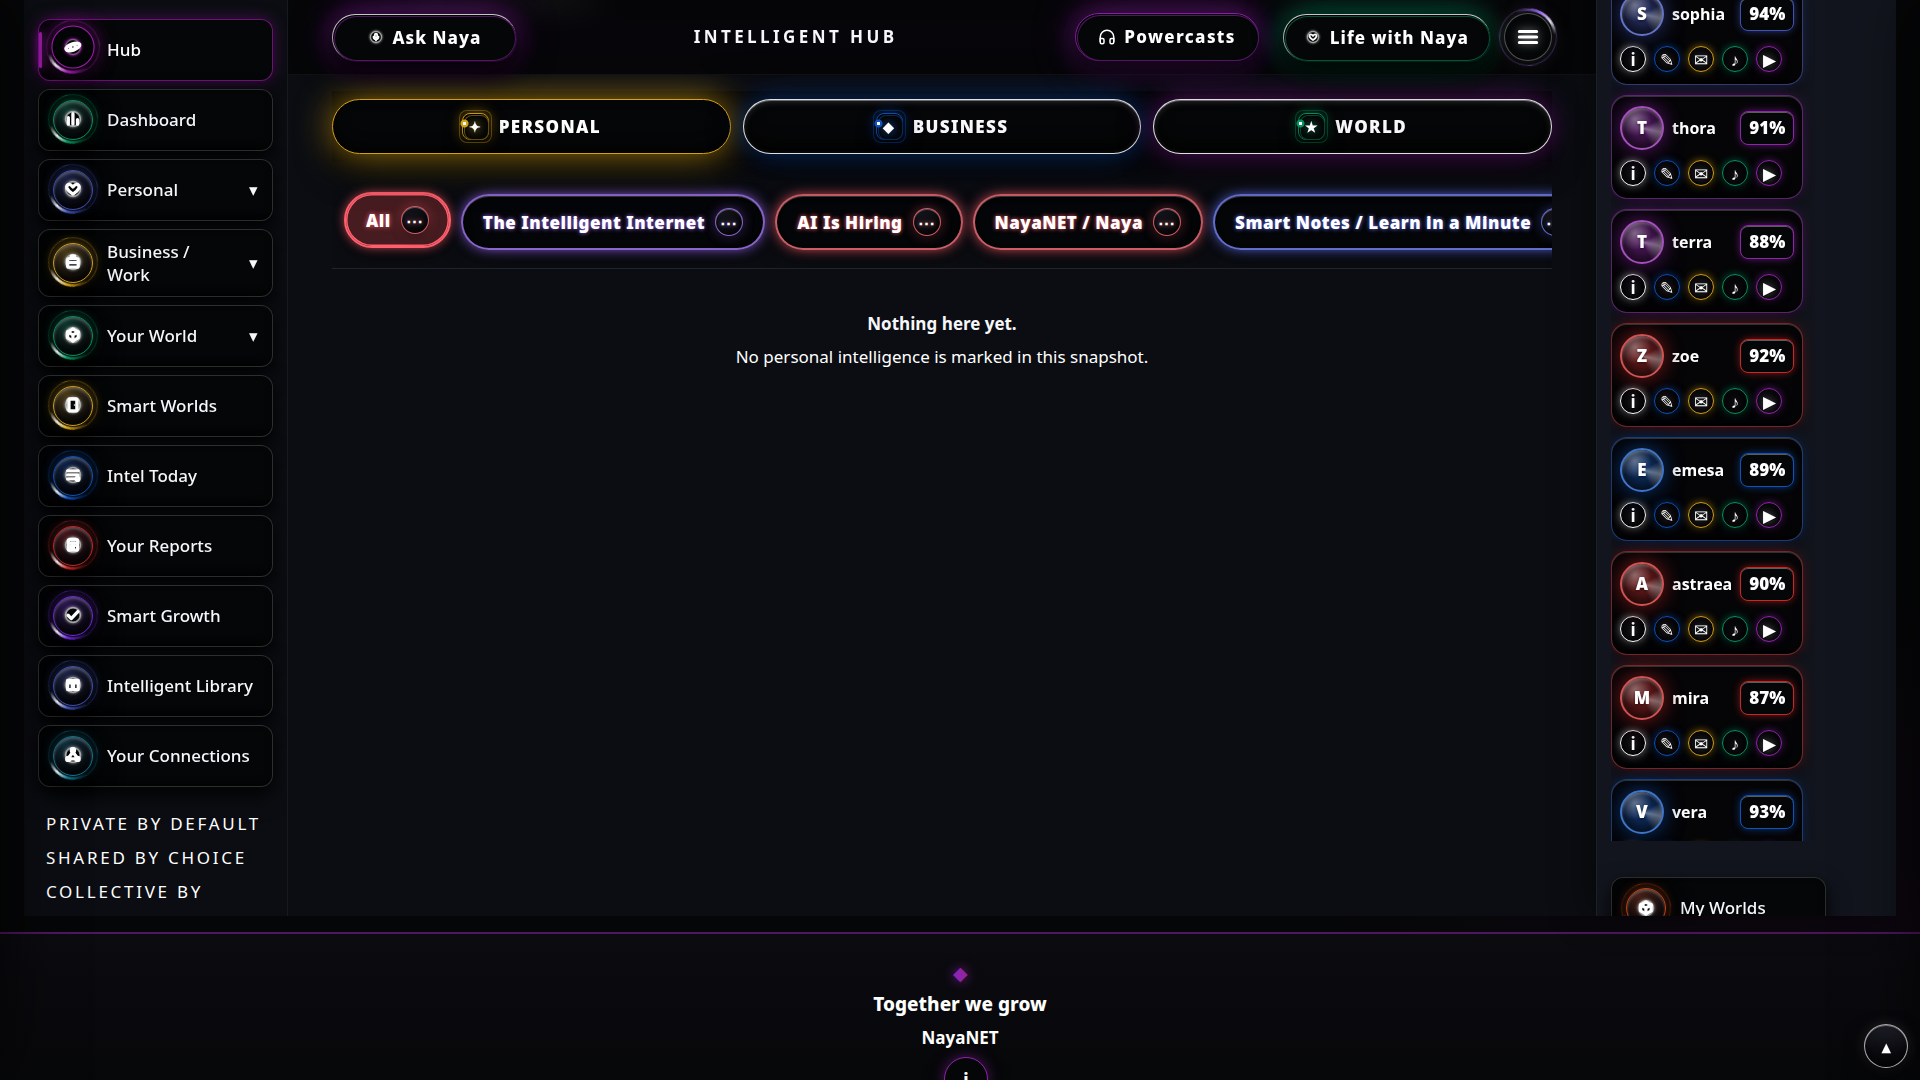 Hub
Dashboard
Personal ▼
Business / Work ▼
Your World ▼
Smart Worlds
Intel Today
Your Reports
Smart Growth
Intelligent Library
Your Connections
PRIVATE BY DEFAULT
SHARED BY CHOICE
COLLECTIVE BY
Ask Naya
INTELLIGENT HUB
Powercasts
Life with Naya
PERSONAL
BUSINESS
WORLD
All ...
The Intelligent Internet ...
AI Is Hiring ...
NayaNET / Naya ...
Smart Notes / Learn in a Minute
Nothing here yet.
No personal intelligence is marked in this snapshot.
S sophia 94%
i ✎ ✉ ♪ ▶
T thora 91%
i ✎ ✉ ♪ ▶
T terra 88%
i ✎ ✉ ♪ ▶
Z zoe 92%
i ✎ ✉ ♪ ▶
E emesa 89%
i ✎ ✉ ♪ ▶
A astraea 90%
i ✎ ✉ ♪ ▶
M mira 87%
i ✎ ✉ ♪ ▶
V vera 93%
My Worlds
Together we grow
NayaNET
i
▲